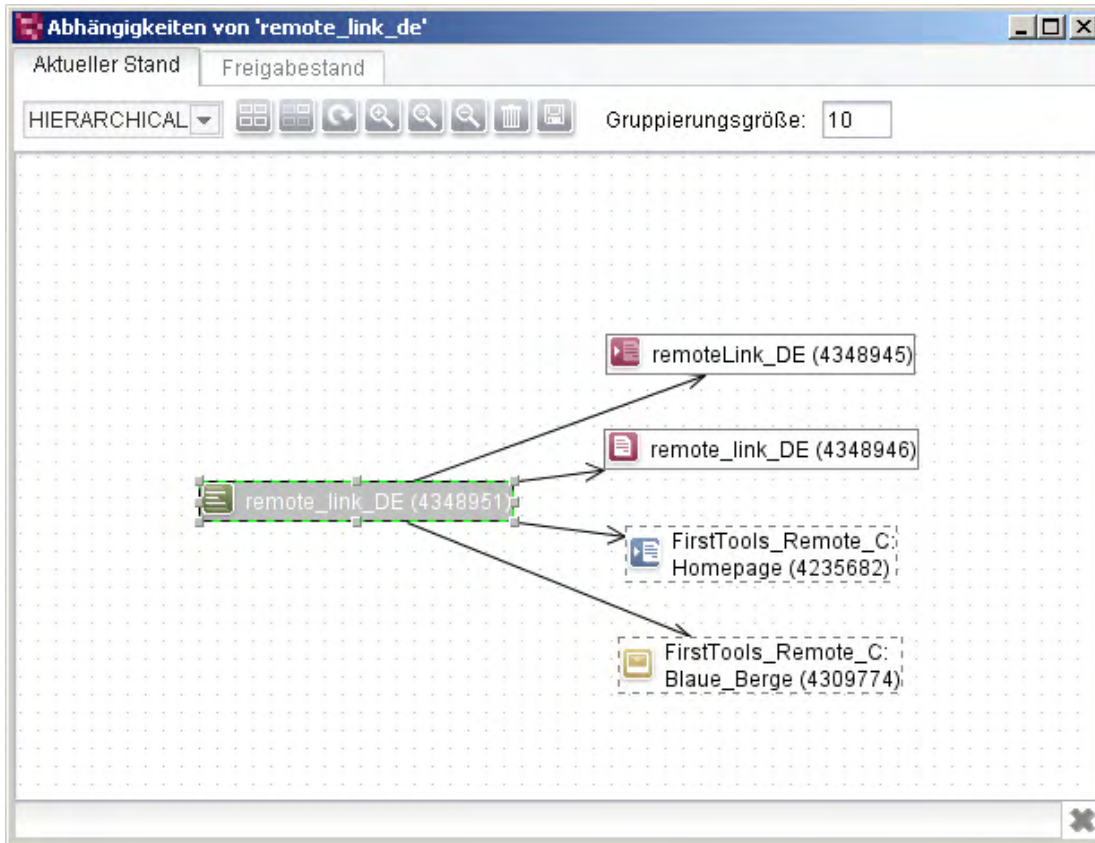 Abhängigkeiten von 'remote_link_de'
Aktueller Stand
Freigabestand
HIERARCHICAL
Gruppierungsgröße: 10
remoteLink_DE (4348945)
remote_link_DE (4348946)
remote_link_DE (4348951)
FirstTools_Remote_C:
Homepage (4235682)
FirstTools_Remote_C:
Blaue_Berge (4309774)